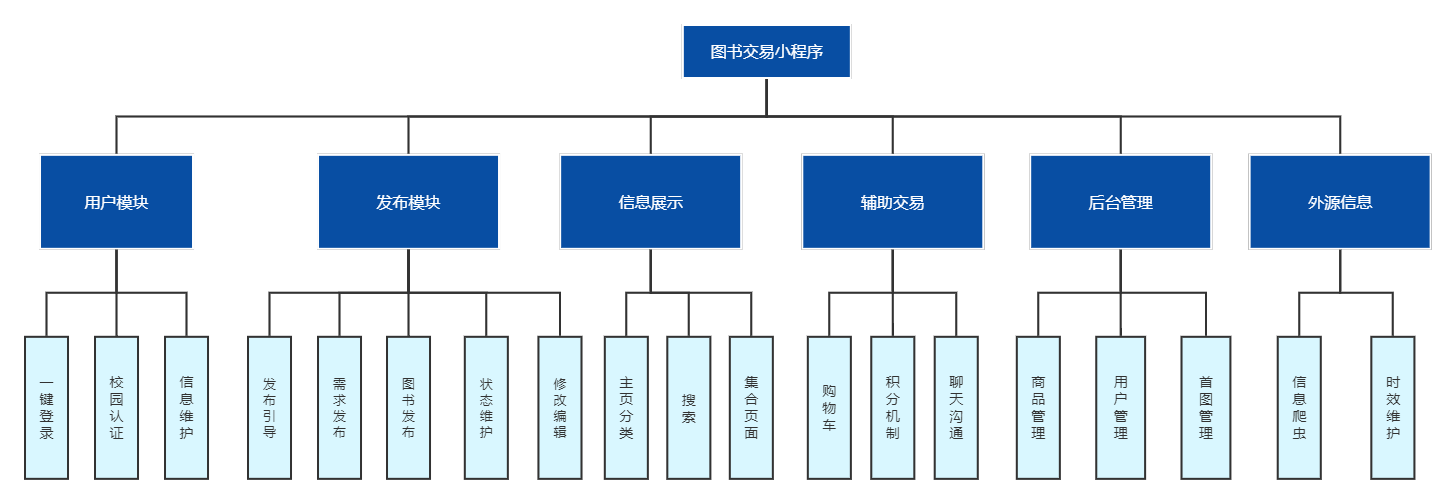 图书交易小程序
用户模块
发布模块
信息展示
辅助交易
后台管理
外源信息
一键登录
校园认证
信息维护
发布引导
需求发布
图书发布
状态维护
修改编辑
主页分类
搜索
集合页面
购物车
积分机制
聊天沟通
商品管理
用户管理
首图管理
信息爬虫
时效维护